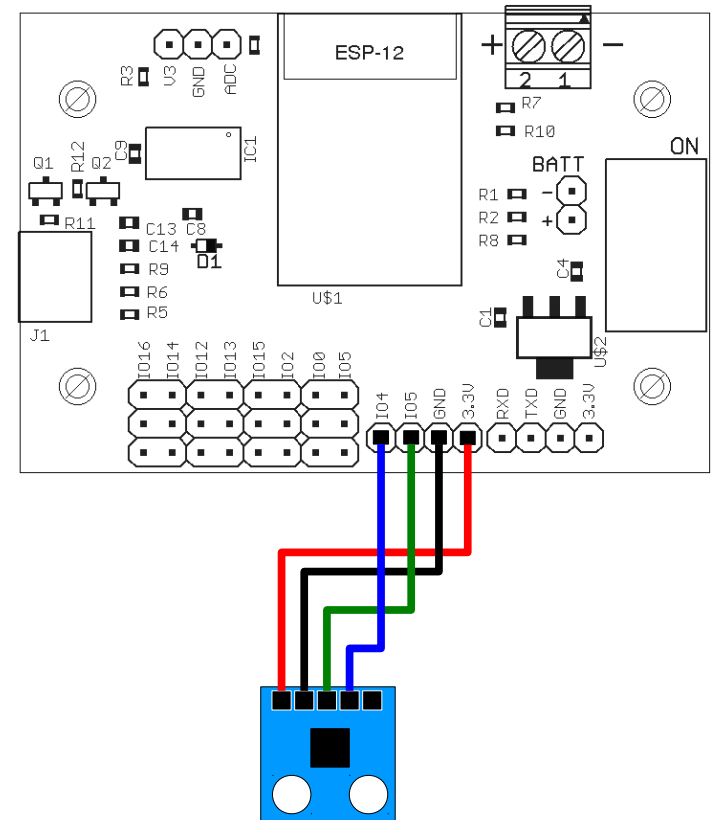 ESP-12
+
−
2 1
R3
V3
GND
ADC
R7
R10
ON
C9
IC1
R12
Q1
Q2
BATT
R1
−
R2
+
R8
R11
C13
C8
C14
D1
R9
R6
R5
C4
U$1
C1
U$2
J1
IO16
IO14
IO12
IO13
IO15
IO2
IO0
IO5
IO4
IO5
GND
3.3V
RXD
TXD
GND
3.3V